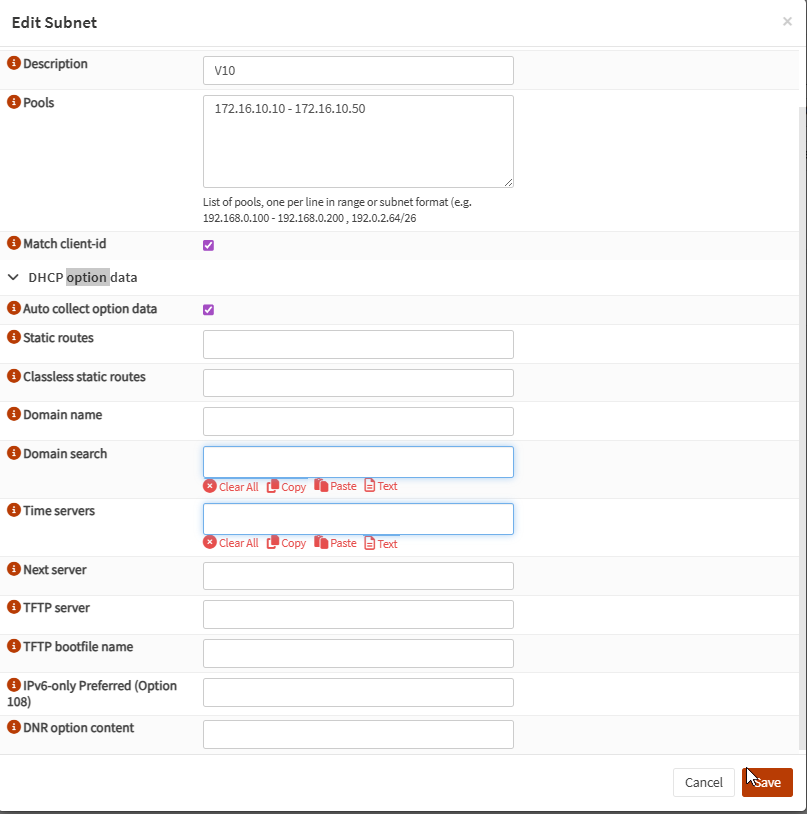 Edit Subnet
×
Description
V10
Pools
172.16.10.10 - 172.16.10.50
List of pools, one per line in range or subnet format (e.g.
192.168.0.100 - 192.168.0.200 , 192.0.2.64/26
Match client-id
DHCP option data
Auto collect option data
Static routes
Classless static routes
Domain name
Domain search
Clear All Copy Paste Text
Time servers
Clear All Copy Paste Text
Next server
TFTP server
TFTP bootfile name
IPv6-only Preferred (Option
108)
DNR option content
Cancel
Save